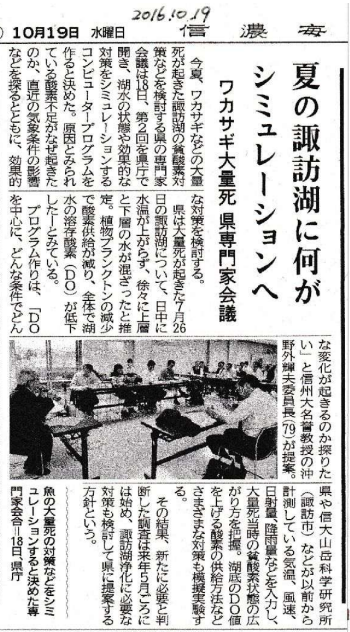 2016.10.19
10月19日 水曜日 信濃毎
夏の諏訪湖に何が
シミュレーションへ
ワカサギ大量死 県専門家会議
今夏、ワカサギなどの大量
死が起きた諏訪湖の貧酸素対
策などを検討する県の専門家
会議は18日、第2回を県庁で
開き、湖水の状態や効果的な
対策をシミュレーションする
コンピュータープログラムを
作ると決めた。原因とみられ
ている酸素不足がなぜ起きた
のか、直近の気象条件の影響
などを探るとともに、効果的
な対策を検討する。
県は大量死が起きた7月26
日の諏訪湖について、日中に
水温が上がらず、徐々に上層
と下層の水が混ざったと推
定。植物プランクトンの減少
で酸素供給が減り、全体で湖
水の溶存酸素(DO)が低下
した―とみている。
プログラム作りは、「DO
を中心に、どんな条件でどん
な変化が起きるのか探りた
い」と信州大名誉教授の沖
野外輝夫委員長(79)が提案。
県や信大山岳科学研究所
(諏訪市)などが以前から
計測している気温、風速、
日射量、降雨量などを入力し、
大量死当時の貧酸素状態の広
がり方を把握。湖底のDO値
を上げる酸素の供給方法など
さまざまな対策も模擬実験す
る。
その結果、新たに必要と判
断した調査は来年5月ごろに
は始め、諏訪湖浄化に必要な
対策も検討して県に提案する
方針という。
魚の大量死の対策などをシミ
ュレーションすると決めた専
門家会合=18日、県庁